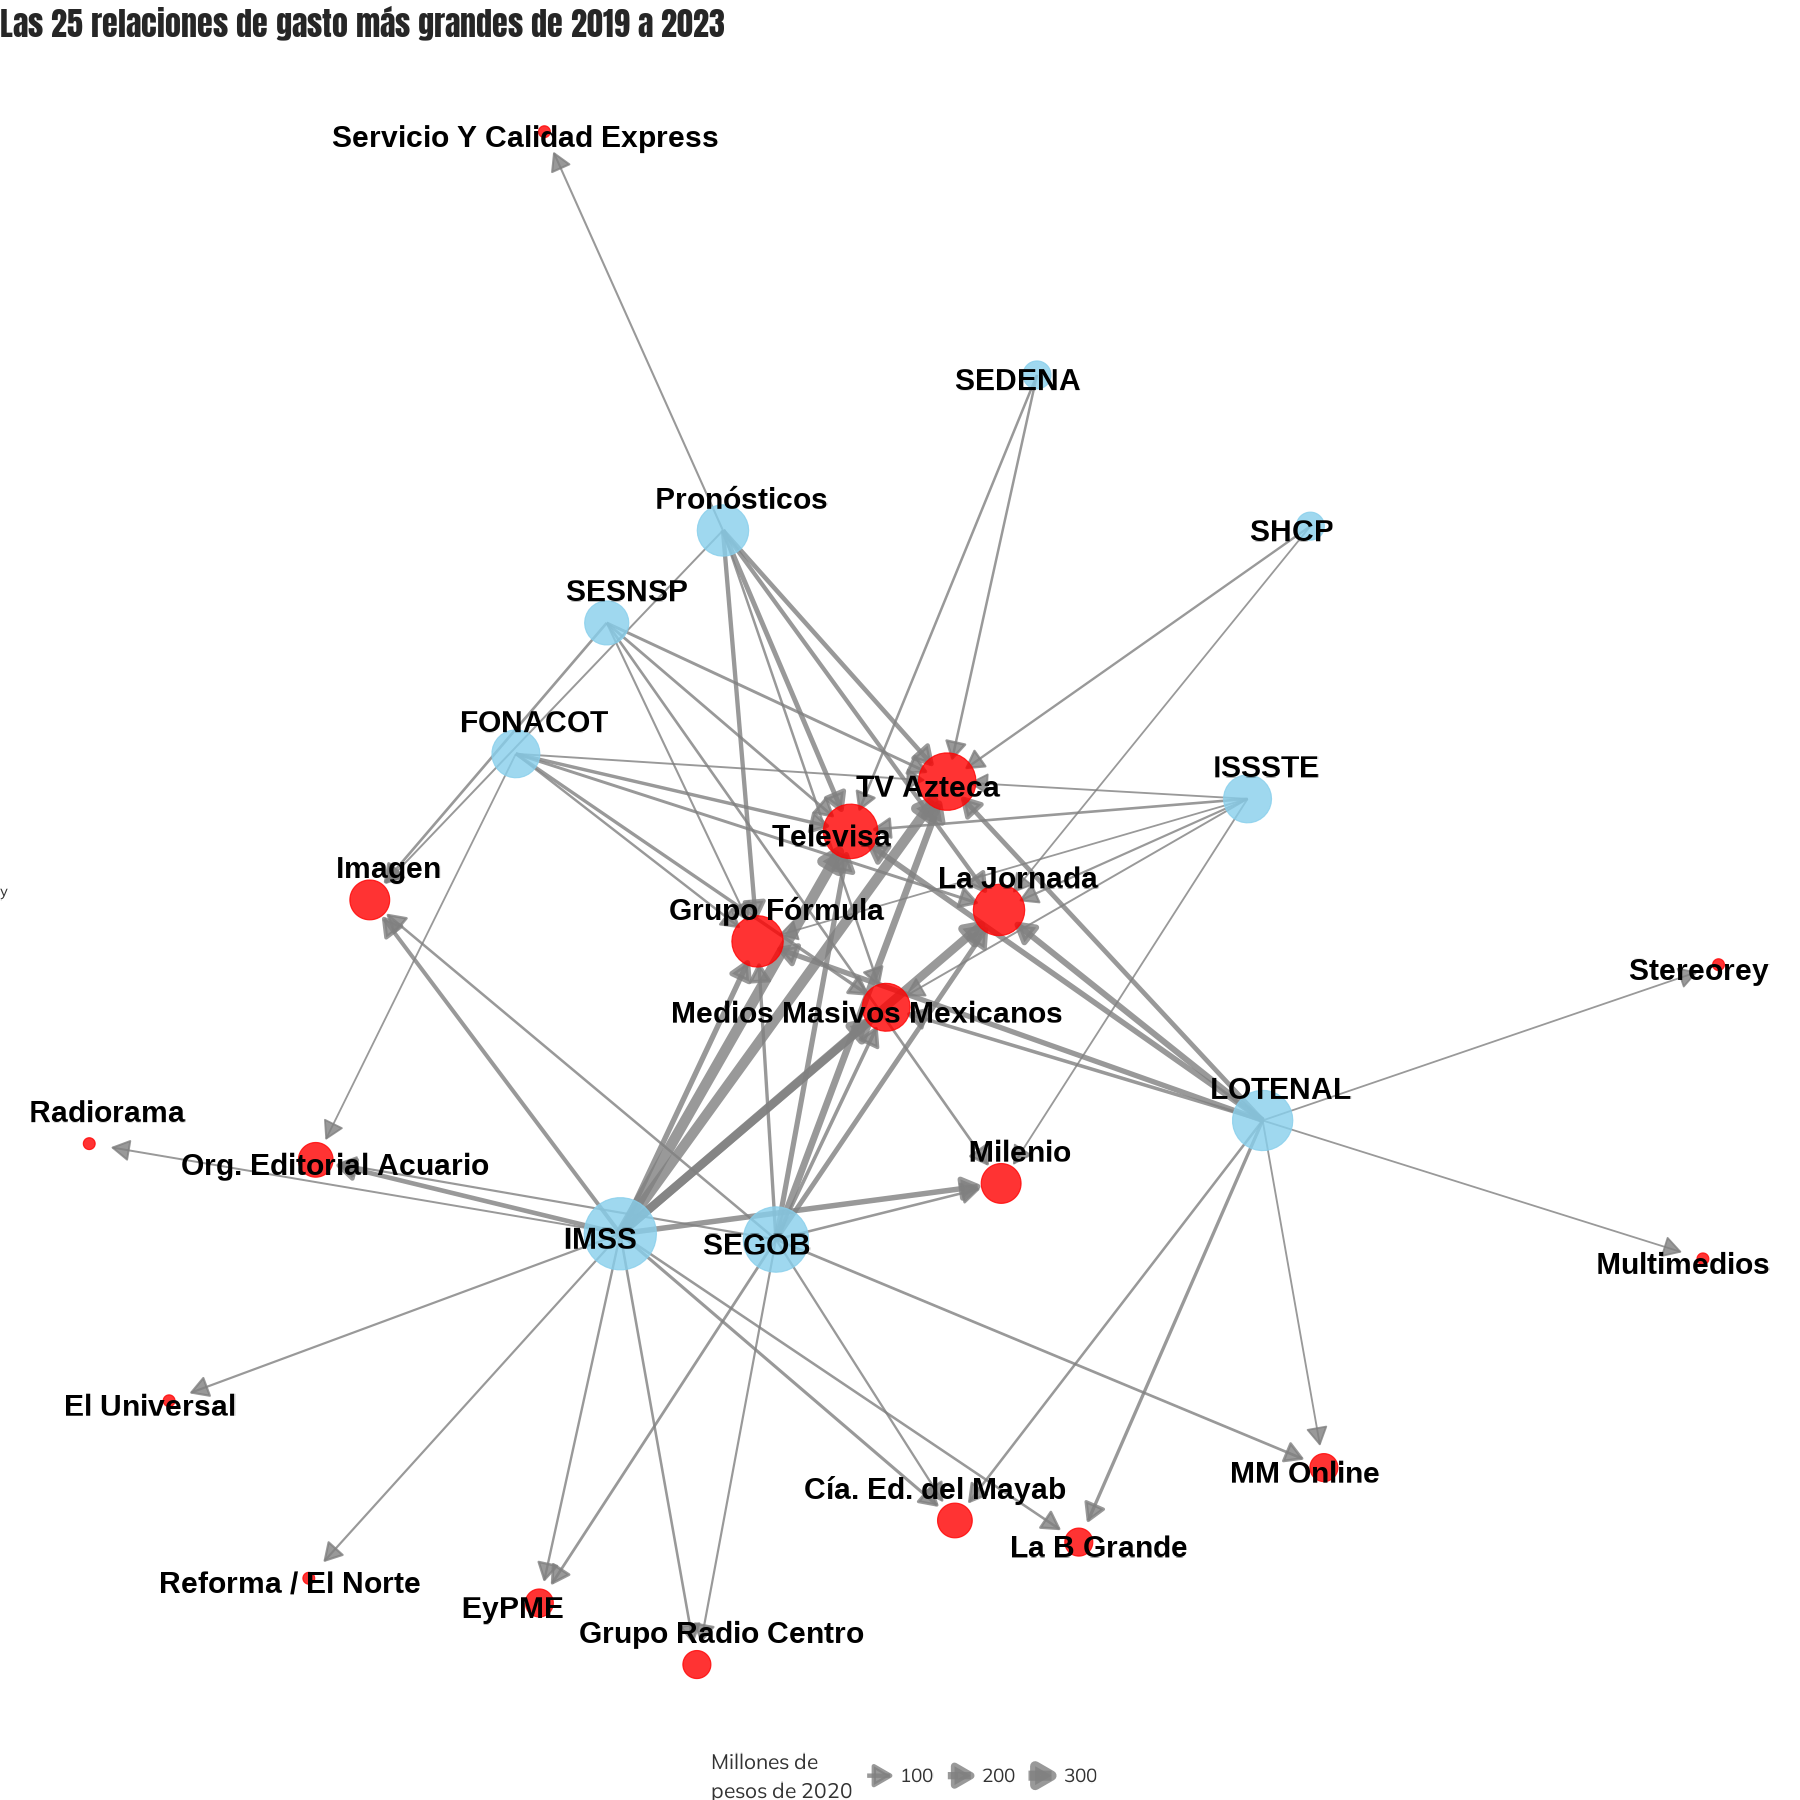 Las 25 relaciones de gasto más grandes de 2019 a 2023
Servicio Y Calidad Express
SEDENA
Pronósticos
SHCP
SESNSP
FONACOT
ISSSTE
TV Azteca
Televisa
Imagen
La Jornada
y
Grupo Fórmula
Stereorey
Medios Masivos Mexicanos
LOTENAL
Radiorama
Milenio
Org. Editorial Acuario
IMSS
SEGOB
Multimedios
El Universal
MM Online
Cía. Ed. del Mayab
La B Grande
Reforma / El Norte
EyPME
Grupo Radio Centro
Millones de
pesos de 2020
100
200
300